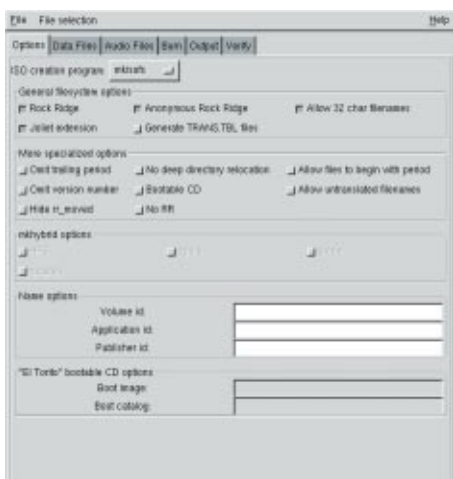 File File selection Help
Options Data Files Audio Files Burn Output Verify
ISO creation program: mkisofs
General filesystem options
Rock Ridge Anonymous Rock Ridge Allow 32 char filenames
Joliet extension Generate TRANS.TBL files
More specialized options
Omit trailing period No deep directory relocation Allow files to begin with period
Omit version number Bootable CD Allow untranslated filenames
Hide rr_moved No RR
mkhybrid options
Name options
Volume id:
Application id:
Publisher id:
"El Torito" bootable CD options
Boot image:
Boot catalog: